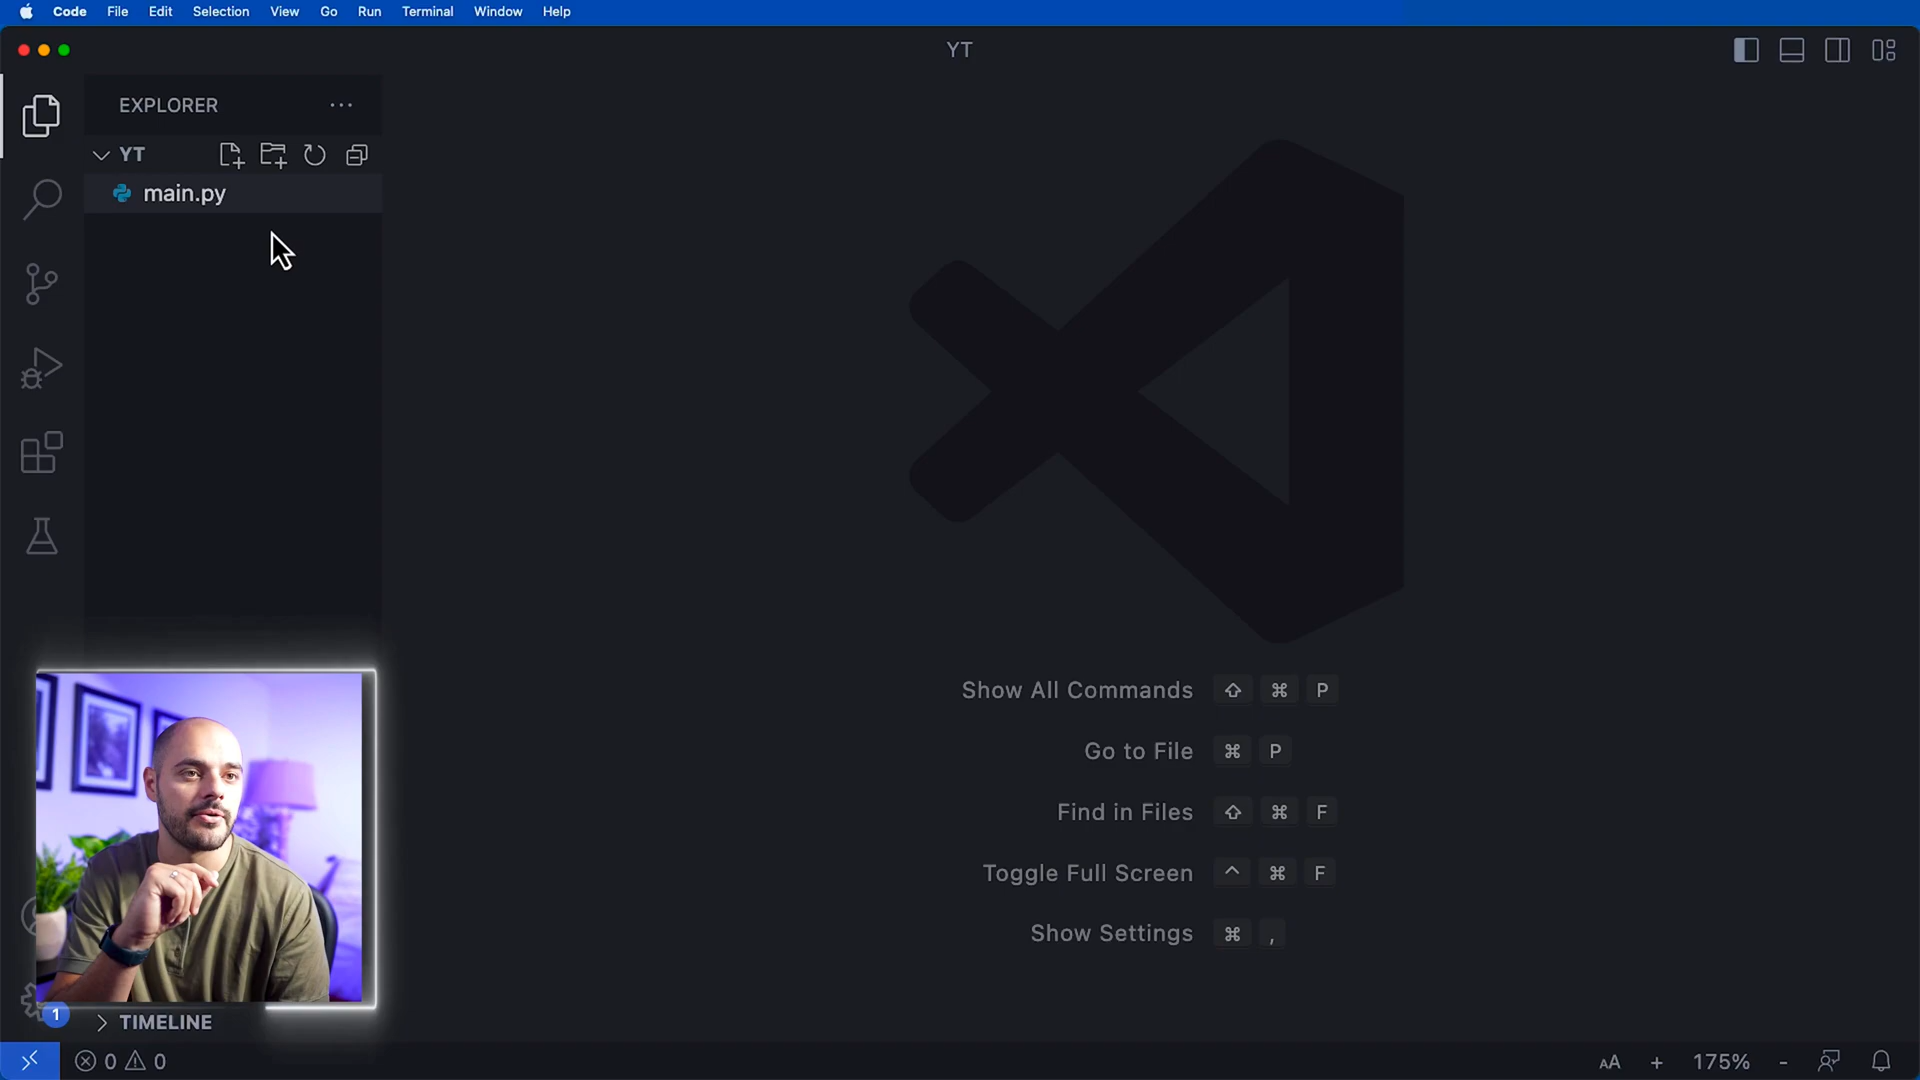 Code File Edit Selection View Go Run Terminal Window Help
YT
EXPLORER ...
YT
main.py
Show All Commands ⇧ ⌘ P
Go to File ⌘ P
Find in Files ⇧ ⌘ F
Toggle Full Screen ^ ⌘ F
Show Settings ⌘ ,
1
TIMELINE
0 0
AA + 175% -